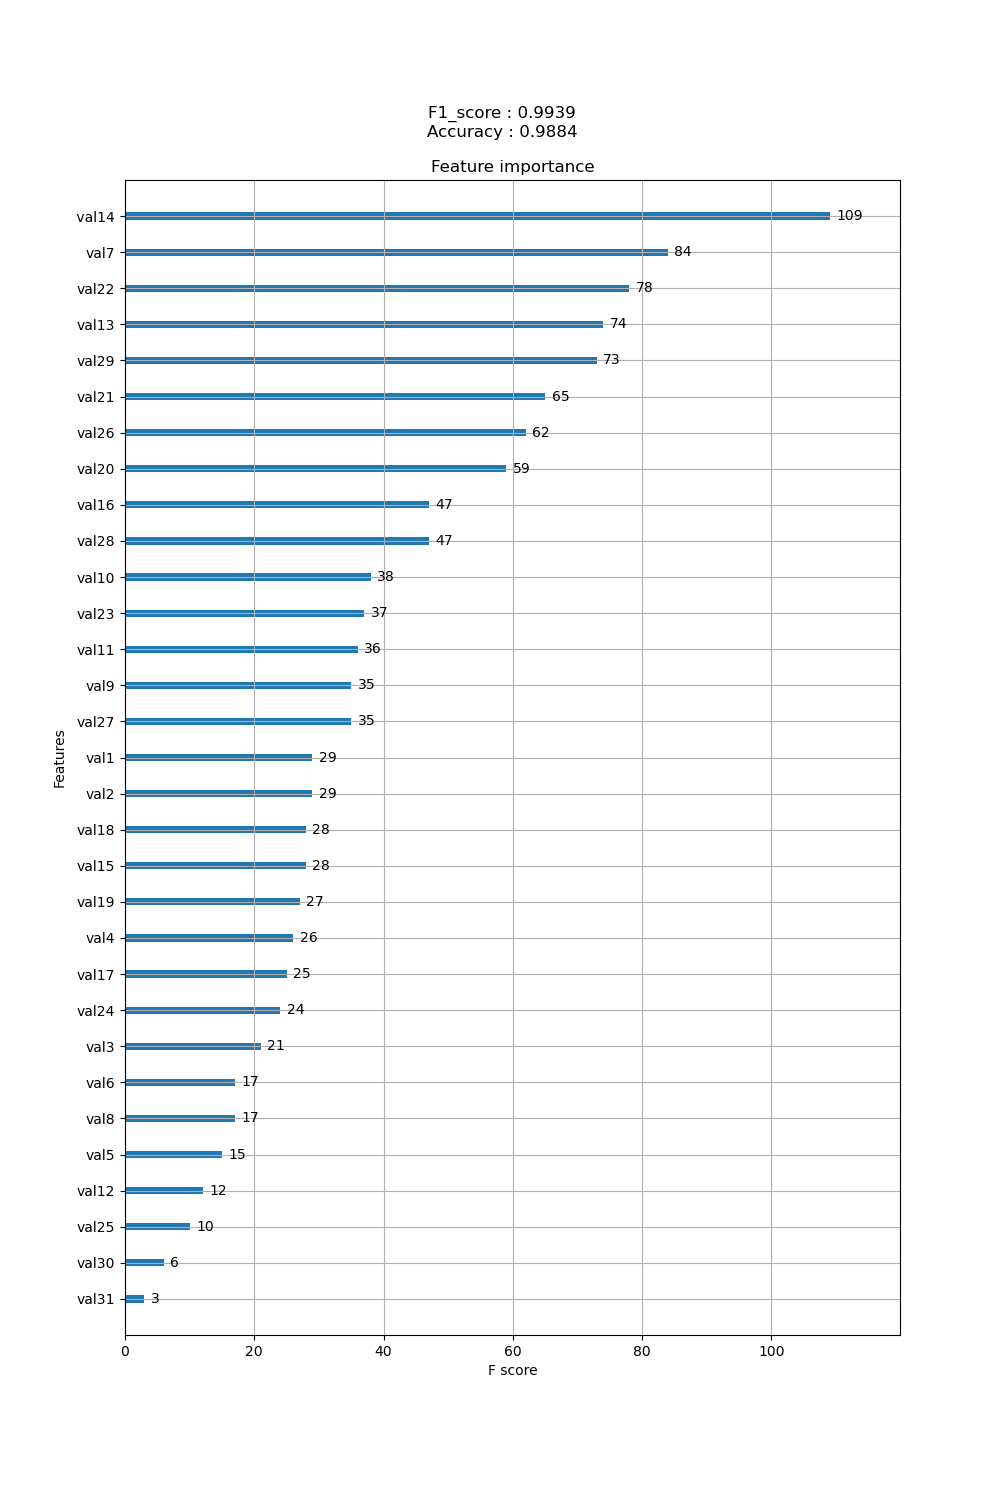 F1_score : 0.9939
Accuracy : 0.9884
Feature importance
val14 109
val7 84
val22 78
val13 74
val29 73
val21 65
val26 62
val20 59
val16 47
val28 47
val10 38
val23 37
val11 36
val9 35
val27 35
val1 29
val2 29
val18 28
val15 28
val19 27
val4 26
val17 25
val24 24
val3 21
val6 17
val8 17
val5 15
val12 12
val25 10
val30 6
val31 3
Features
0 20 40 60 80 100
F score